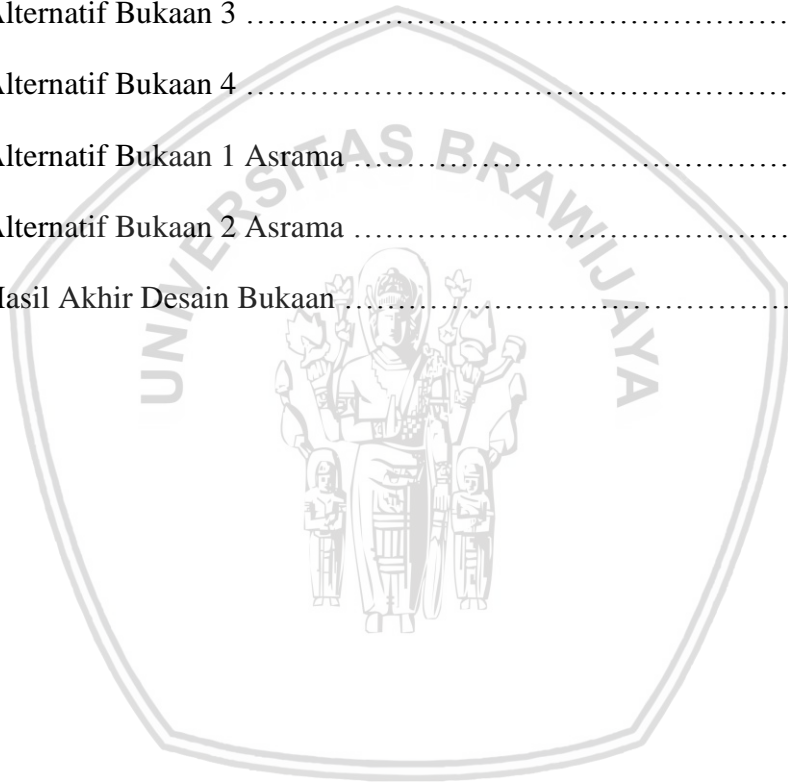 Alternatif Bukaan 3 ……………………………………………
Alternatif Bukaan 4 ……………………………………………
Alternatif Bukaan 1 Asrama …………………………………
Alternatif Bukaan 2 Asrama …………………………………
Hasil Akhir Desain Bukaan ……………………………………
UNIVERSITAS BRAWIJAYA